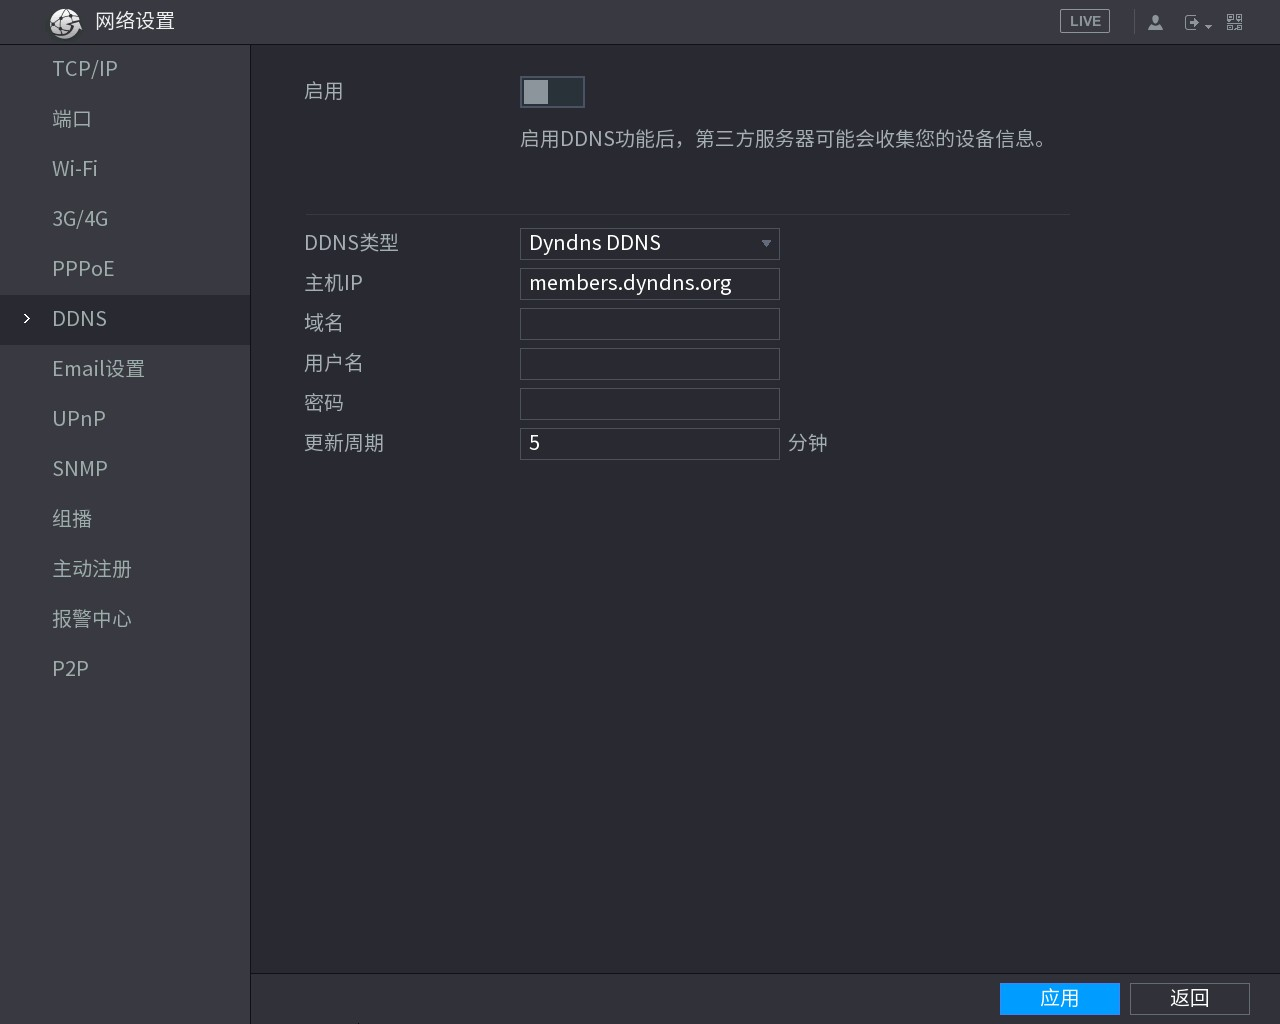 网络设置
LIVE
TCP/IP
端口
Wi-Fi
3G/4G
PPPoE
DDNS
Email设置
UPnP
SNMP
组播
主动注册
报警中心
P2P
启用
启用DDNS功能后，第三方服务器可能会收集您的设备信息。
DDNS类型 Dyndns DDNS
主机IP members.dyndns.org
域名
用户名
密码
更新周期 5 分钟
应用 返回